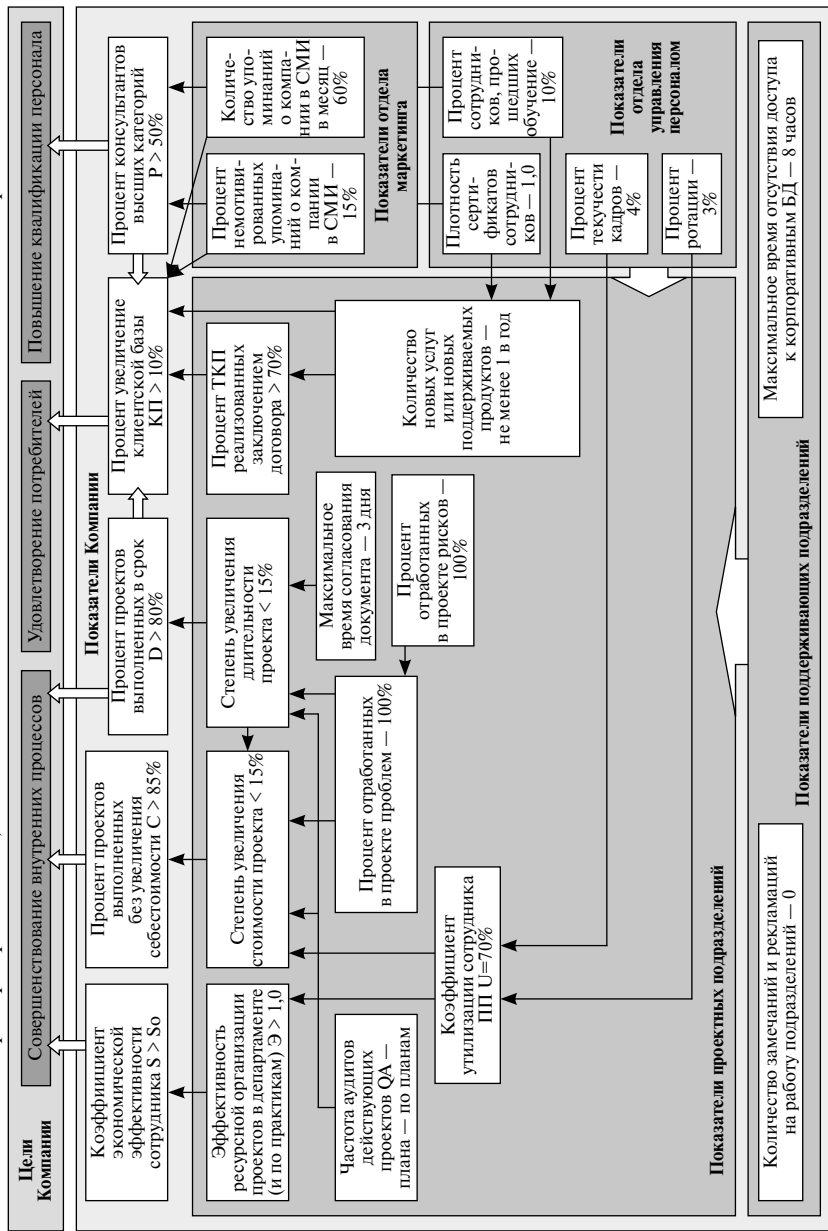 Цели
Компании
Совершенствование внутренних процессов
Удовлетворение потребителей
Повышение квалификации персонала
Показатели Компании
Коэффициент
экономической
эффективности
сотрудника S > So
Процент проектов
выполненных
без увеличения
себестоимости C > 85%
Процент проектов
выполненных в срок
D > 80%
Процент увеличение
клиентской базы
КП > 10%
Процент консультантов
высших категорий
P > 50%
Эффективность
ресурсной организации
проектов в департаменте
(и по практикам) Э > 1,0
Степень увеличения
стоимости проекта < 15%
Степень увеличения
длительности
проекта < 15%
Процент ТКП
реализованных
заключением
договора > 70%
Процент
немотивиро-
ванных
упомина-
ний о ком-
пании
в СМИ —
15%
Количе-
ство упо-
минаний
о компа-
нии в СМИ
в месяц —
60%
Показатели отдела
маркетинга
Частота аудитов
действующих
проектов QA —
плана — по планам
Коэффициент
утилизации сотрудника
ПП U=70%
Процент отработанных
в проекте проблем — 100%
Максимальное
время согласования
документа — 3 дня
Процент
отработанных
в проекте рисков —
100%
Количество
новых услуг
или новых
поддерживаемых
продуктов —
не менее 1 в год
Плотность
серти-
фикатов
сотрудни-
ков — 1,0
Процент
сотрудни-
ков, про-
шедших
обучение —
10%
Процент
текучести
кадров —
4%
Процент
ротации —
3%
Показатели
отдела
управления
персоналом
Показатели проектных подразделений
Количество замечаний и рекламаций
на работу подразделений — 0
Показатели поддерживающих подразделений
Максимальное время отсутствия доступа
к корпоративным БД — 8 часов